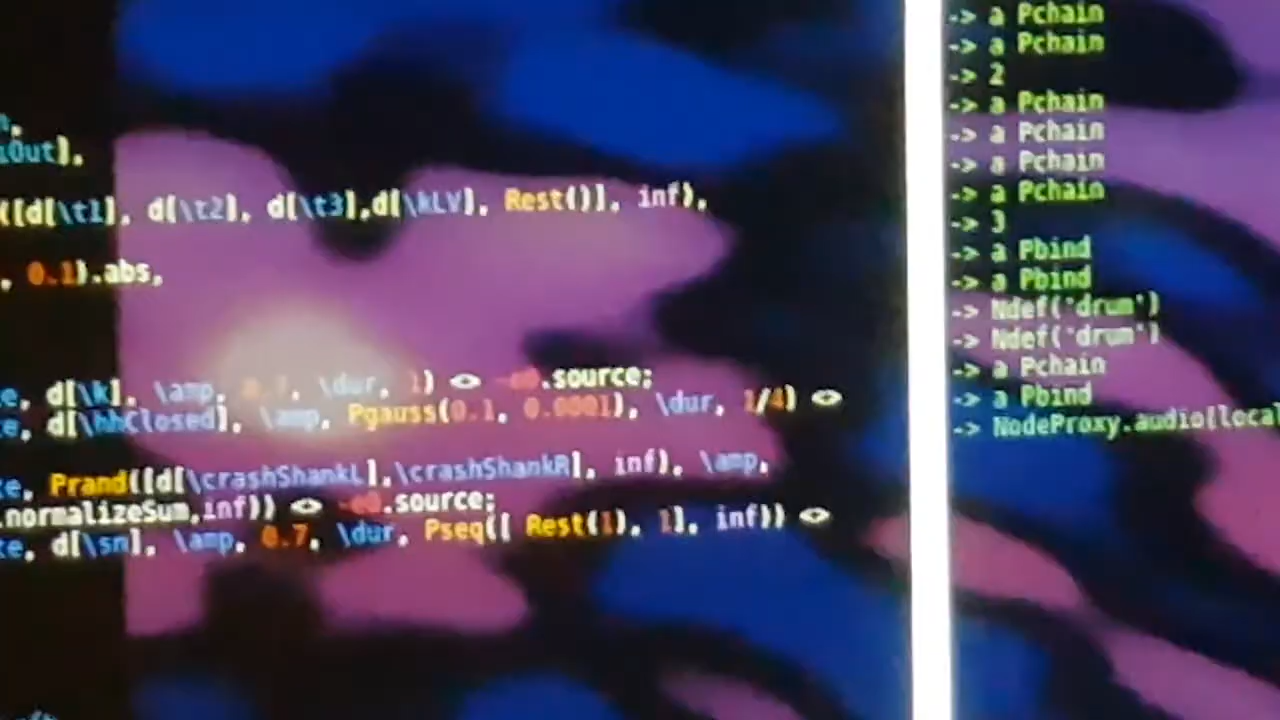 iOut],
([d[\t1], d[\t2], d[\t3],d[\kLV], Rest()], inf),
, 0.1).abs,
e, d[\k], \amp, \dur, 1) <> .source;
e, d[\hhClosed], \amp, Pgauss(0.1, 0.0001), \dur, 1/4) <>
e, Prand([d[\crashShankL],\crashShankR], inf), \amp,
.normalizeSum,inf)) <> .source;
e, d[\sn], \amp, 0.7, \dur, Pseq([ Rest(1), 1], inf)) <>
-> a Pchain
-> a Pchain
-> 2
-> a Pchain
-> a Pchain
-> a Pchain
-> a Pchain
-> 3
-> a Pbind
-> a Pbind
-> Ndef('drum')
-> Ndef('drum')
-> a Pchain
-> a Pbind
-> NodeProxy.audio(local